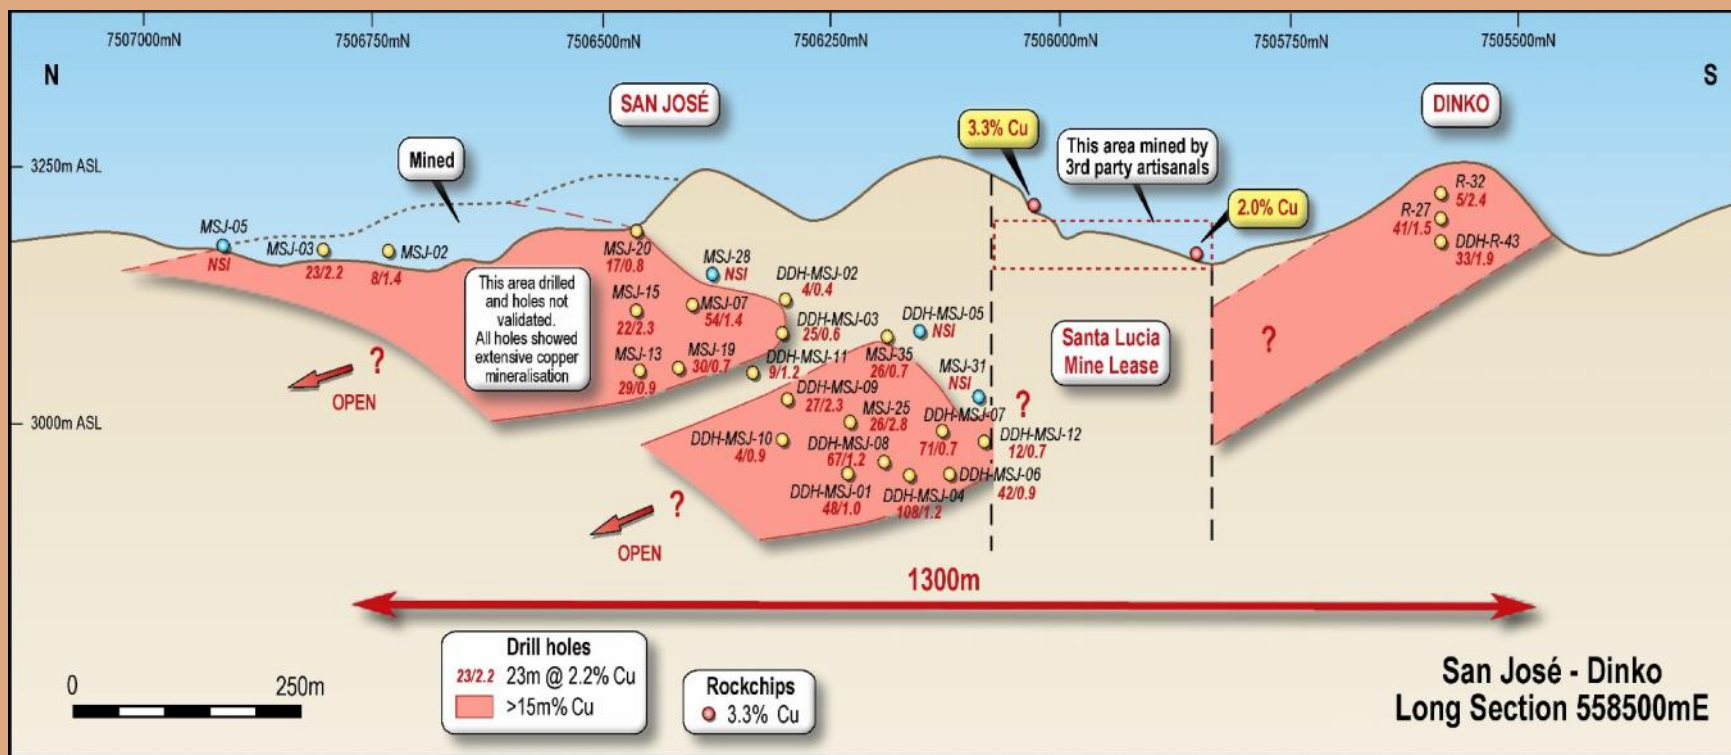 7507000mN
7506750mN
7506500mN
7506250mN
7506000mN
7505750mN
7505500mN
N
S
SAN JOSÉ
DINKO
3.3% Cu
This area mined by
3rd party artisanals
Mined
3250m ASL
2.0% Cu
R-32
5/2.4
R-27
41/1.5
DDH-R-43
33/1.9
MSJ-05
NSI
MSJ-03
23/2.2
MSJ-02
8/1.4
MSJ-20
17/0.8
MSJ-28
NSI
DDH-MSJ-02
4/0.4
This area drilled
and holes not
validated.
All holes showed
extensive copper
mineralisation
MSJ-15
22/2.3
MSJ-07
54/1.4
DDH-MSJ-03
25/0.6
DDH-MSJ-05
NSI
MSJ-13
29/0.9
MSJ-19
30/0.7
DDH-MSJ-11
9/1.2
MSJ-35
26/0.7
MSJ-31
NSI
Santa Lucia
Mine Lease
?
?
OPEN
DDH-MSJ-09
27/2.3
MSJ-25
26/2.8
DDH-MSJ-07
71/0.7
?
3000m ASL
DDH-MSJ-10
4/0.9
DDH-MSJ-08
67/1.2
DDH-MSJ-12
12/0.7
DDH-MSJ-01
48/1.0
DDH-MSJ-04
108/1.2
DDH-MSJ-06
42/0.9
?
OPEN
1300m
0
250m
Drill holes
23/2.2 23m @ 2.2% Cu
>15m% Cu
Rockchips
3.3% Cu
San José - Dinko
Long Section 558500mE